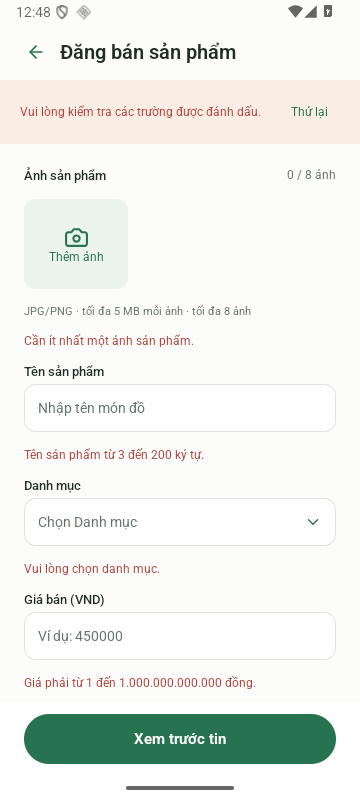 12:48
Đăng bán sản phẩm
Vui lòng kiểm tra các trường được đánh dấu.
Thử lại
Ảnh sản phẩm
0 / 8 ảnh
Thêm ảnh
JPG/PNG · tối đa 5 MB mỗi ảnh · tối đa 8 ảnh
Cần ít nhất một ảnh sản phẩm.
Tên sản phẩm
Nhập tên món đồ
Tên sản phẩm từ 3 đến 200 ký tự.
Danh mục
Chọn Danh mục
Vui lòng chọn danh mục.
Giá bán (VND)
Ví dụ: 450000
Giá phải từ 1 đến 1.000.000.000.000 đồng.
Xem trước tin